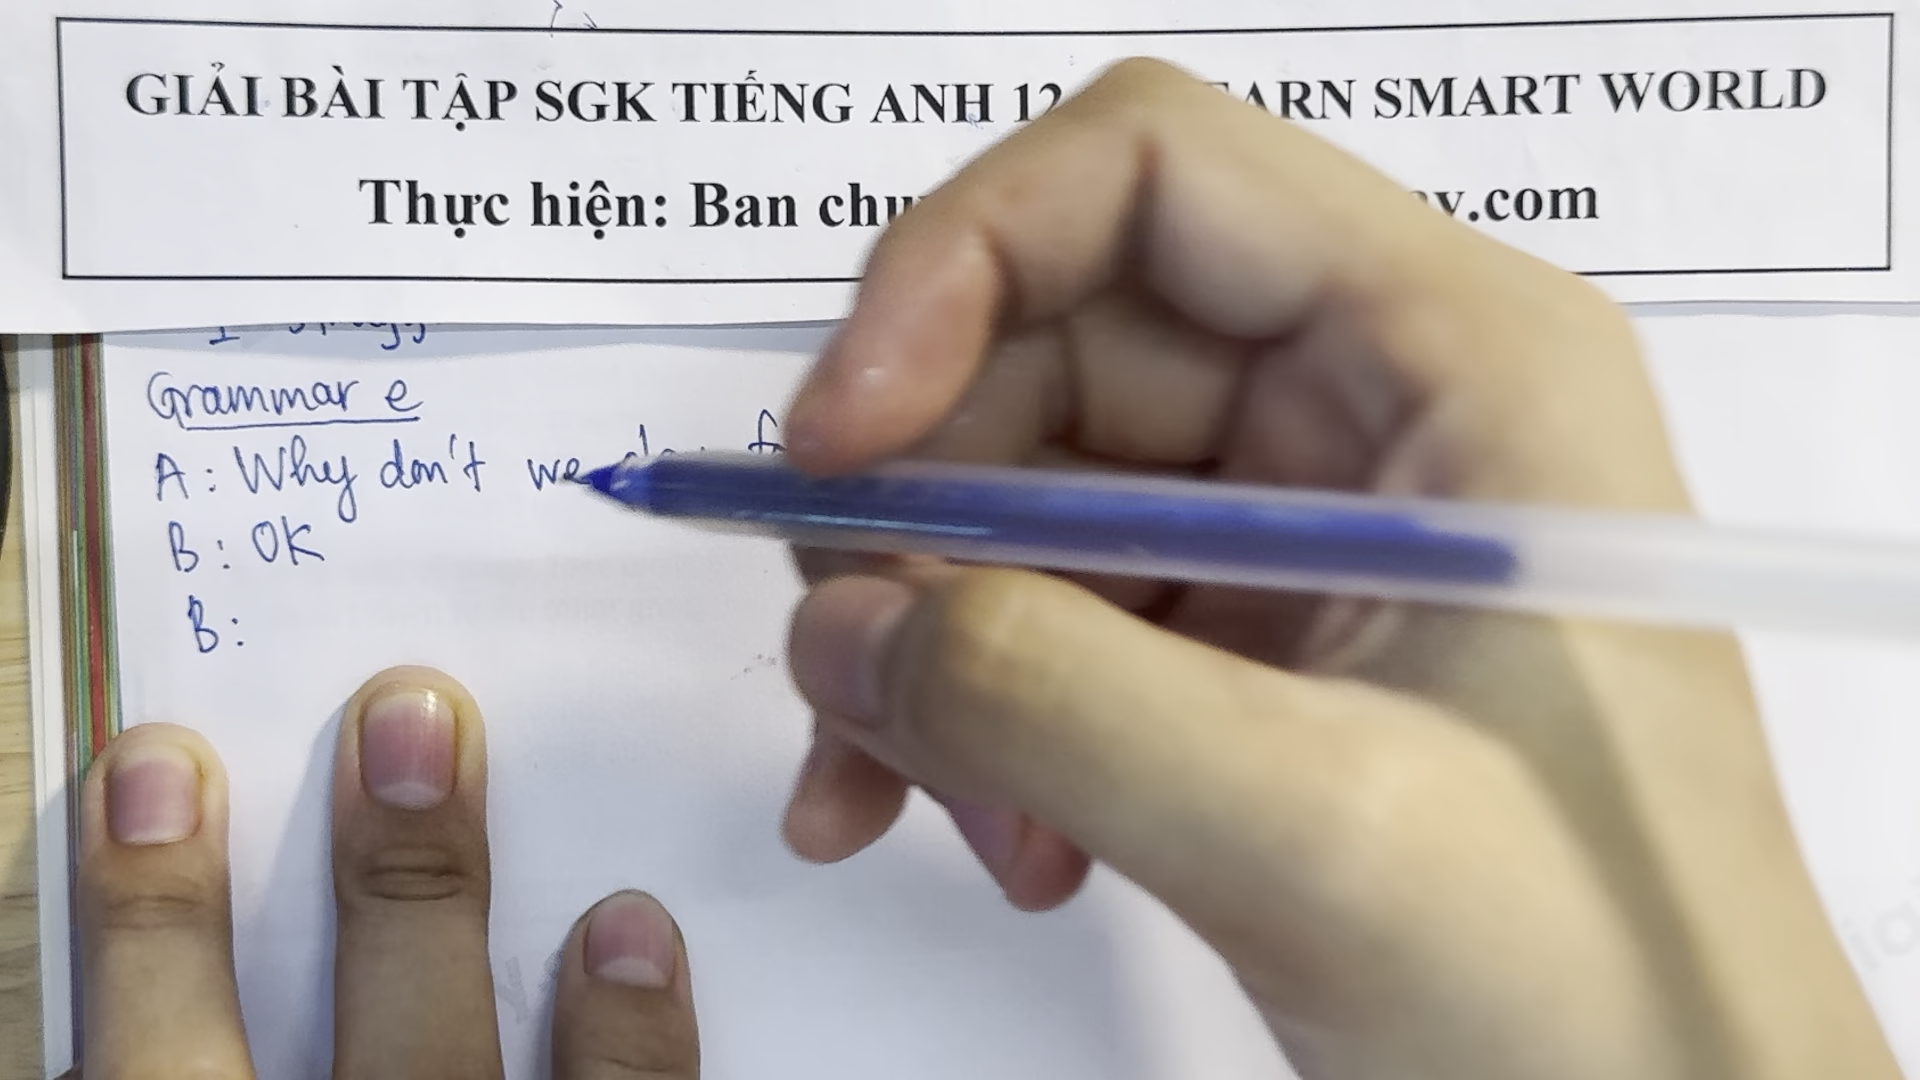 GIẢI BÀI TẬP SGK TIẾNG ANH 12 ARN SMART WORLD
Thực hiện: Ban .com
Grammar e
A: Why don't we
B: OK
B: